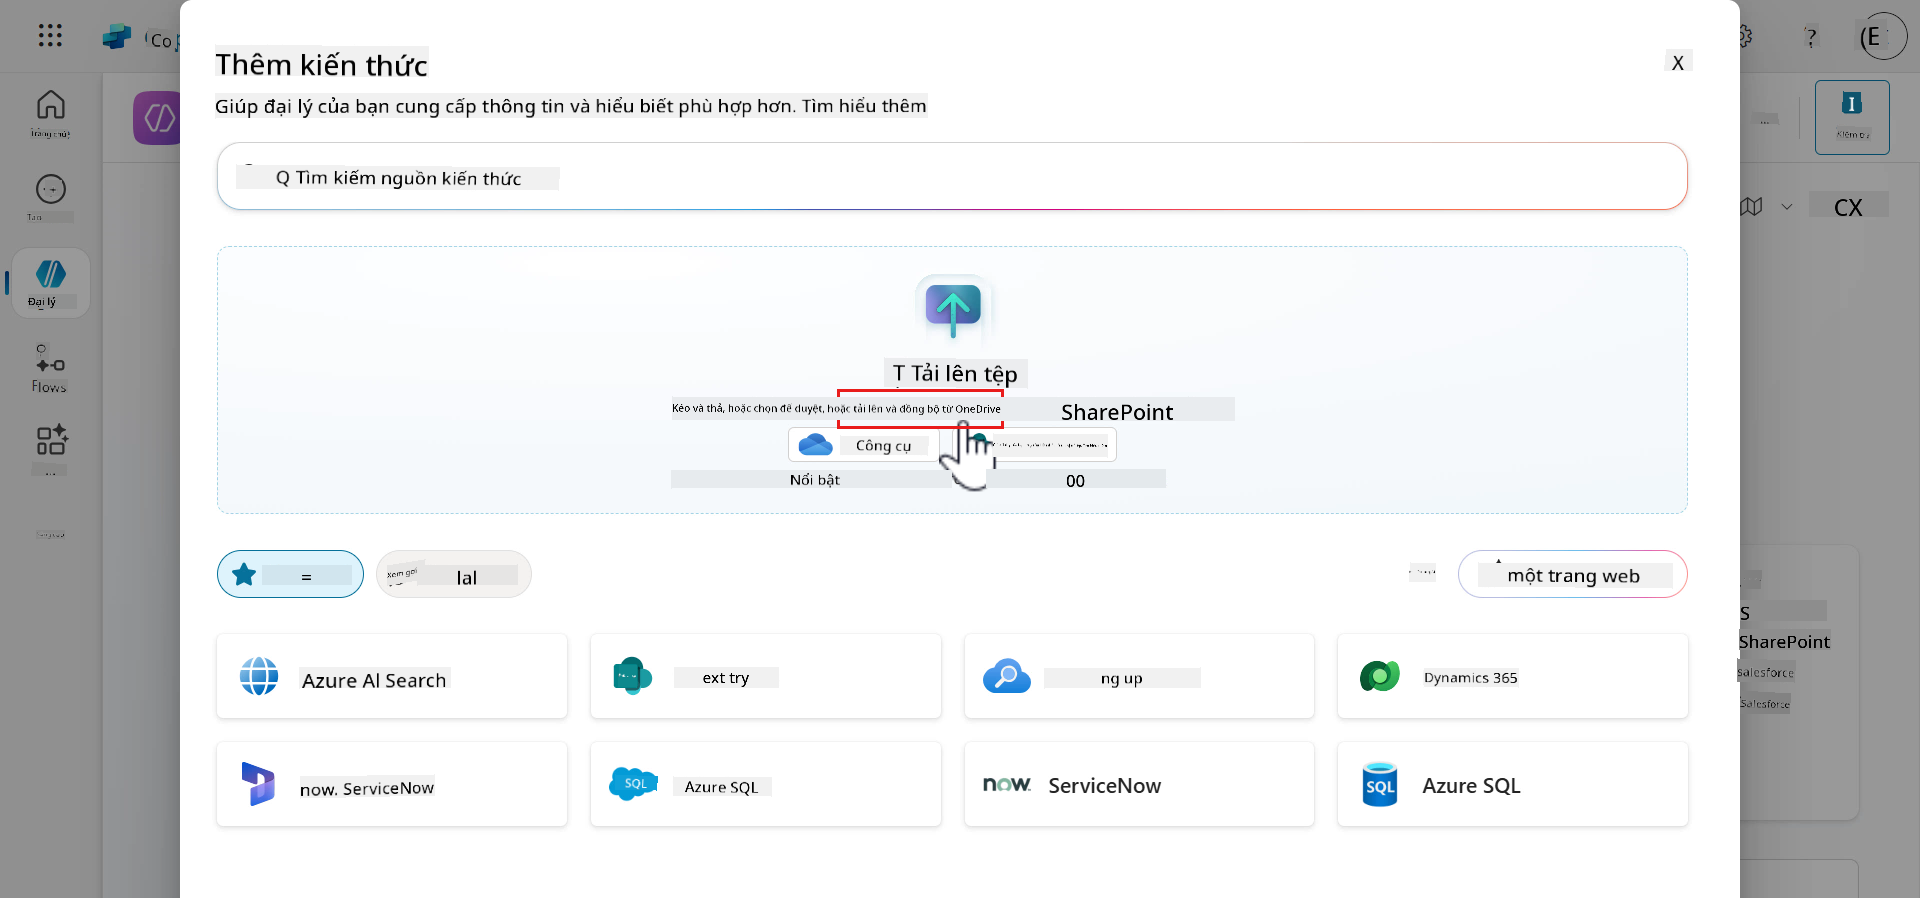 Co
?
(E
Thêm kiến thức
X
Giúp đại lý của bạn cung cấp thông tin và hiểu biết phù hợp hơn. Tìm hiểu thêm
Q Tìm kiếm nguồn kiến thức
Trang chủ
Đại lý
Flows
Kiểm tra
CX
T Tải lên tệp
Kéo và thả, hoặc chọn để duyệt, hoặc tải lên và đồng bộ từ OneDrive
SharePoint
Công cụ
Nổi bật
00
=
Xem gọi
lal
một trang web
Azure AI Search
ext try
ng up
Dynamics 365
now. ServiceNow
SQL
Azure SQL
now.
ServiceNow
SQL
Azure SQL
S
SharePoint
salesforce
salesforce